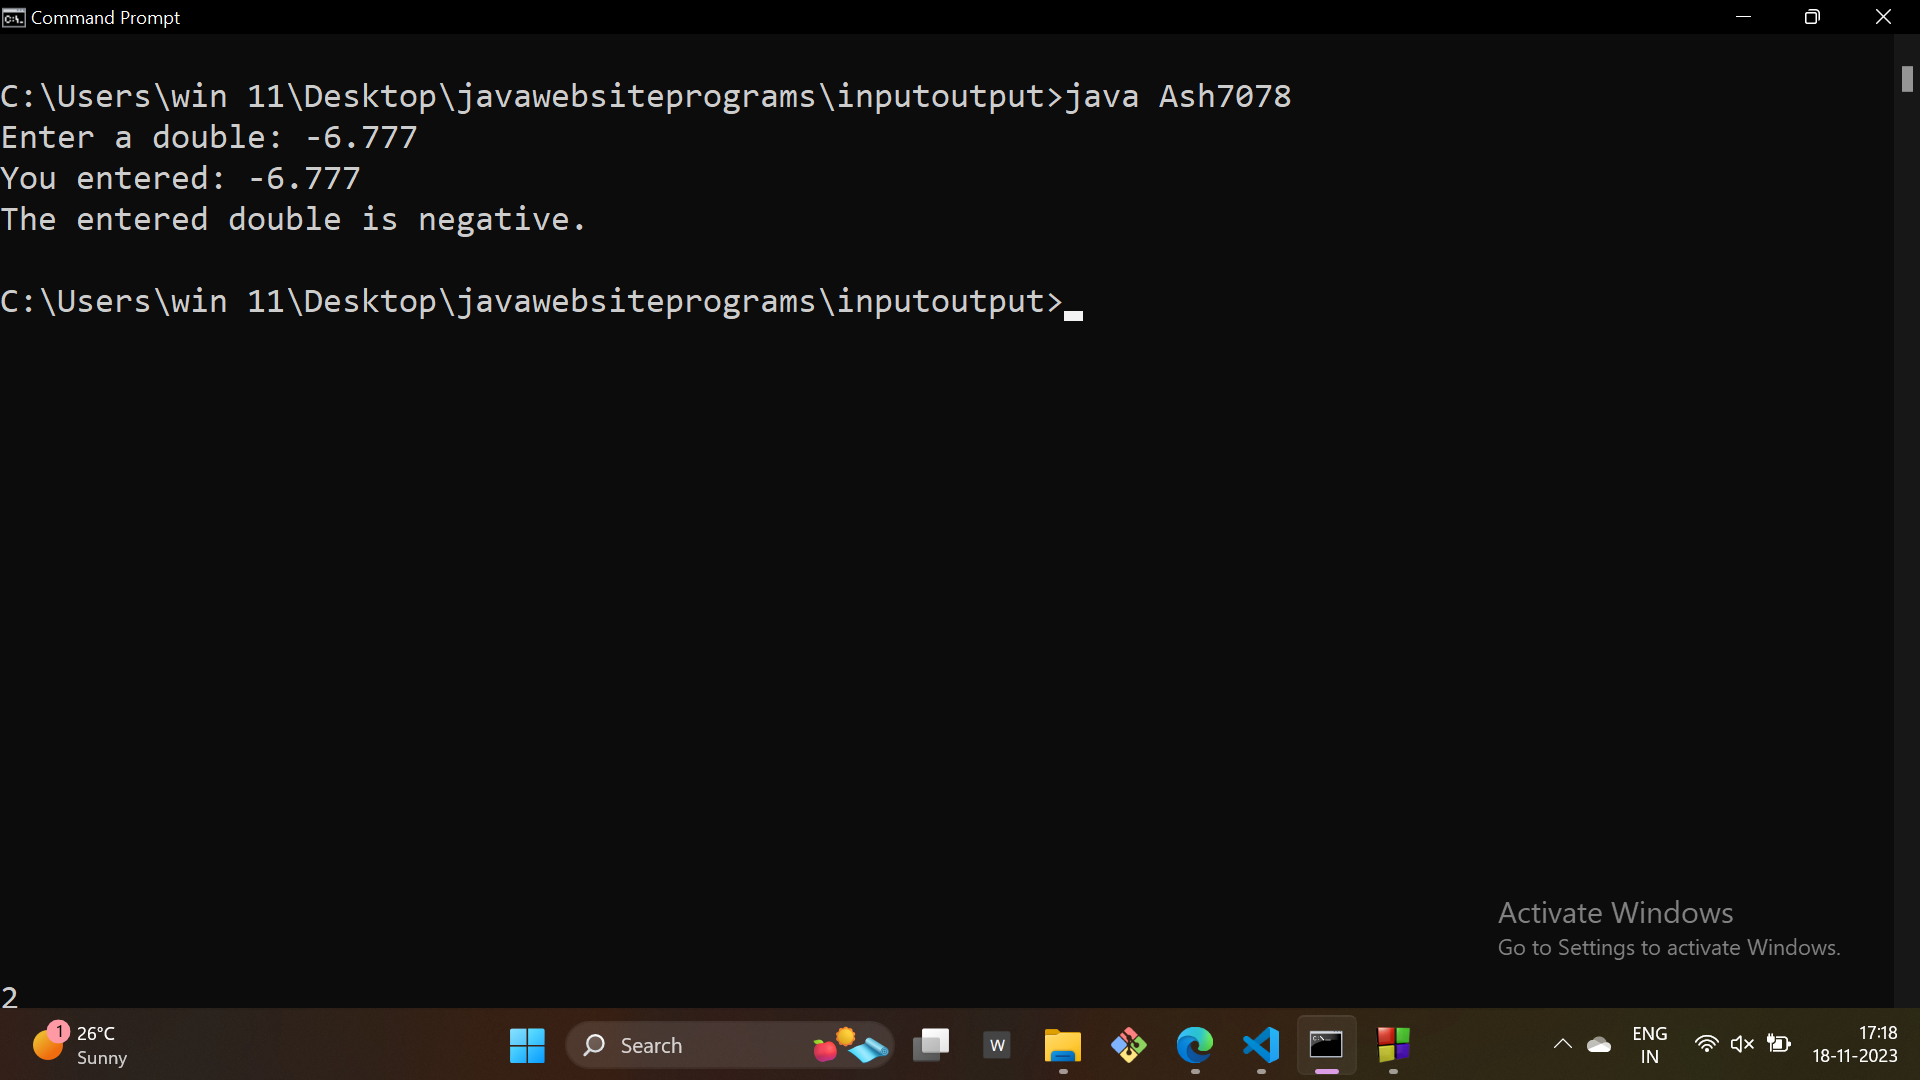 Command Prompt
C:\Users\win 11\Desktop\javawebsiteprograms\inputoutput>java Ash7078
Enter a double: -6.777
You entered: -6.777
The entered double is negative.
C:\Users\win 11\Desktop\javawebsiteprograms\inputoutput>
Activate Windows
Go to Settings to activate Windows.
2
1
26°C
Sunny
Search
W
ENG
IN
17:18
18-11-2023